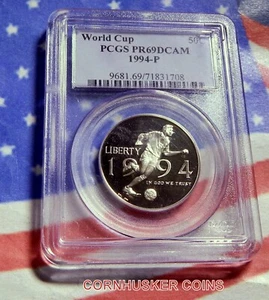 World Cup 50¢
PCGS PR69DCAM
1994-P
9681.69/71831708
LIBERTY
1994
IN GOD WE TRUST
CORNHUSKER COINS